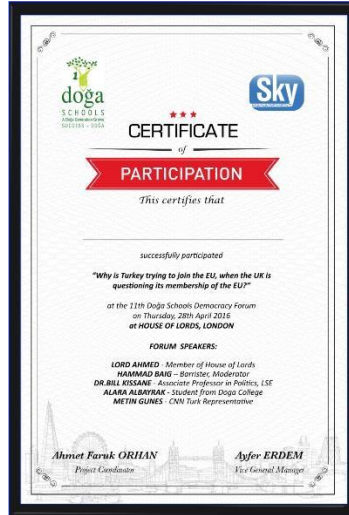 doğa
SCHOOLS
SUCCESS – DOĞA
Sky
CERTIFICATE
of
PARTICIPATION
This certifies that
successfully participated
"Why is Turkey trying to join the EU, when the UK is
questioning its membership of the EU?"
at the 11th Doğa Schools Democracy Forum
on Thursday, 28th April 2016
at HOUSE OF LORDS, LONDON
FORUM SPEAKERS:
LORD AHMED - Member of House of Lords
HAMMAD BAIG – Barrister, Moderator
DR.BILL KISSANE - Associate Professor in Politics, LSE
ALARA ALBAYRAK - Student from Doga College
METIN GUNES - CNN Turk Representative
Ahmet Faruk ORHAN
Project Coordinator
Ayfer ERDEM
Vice General Manager